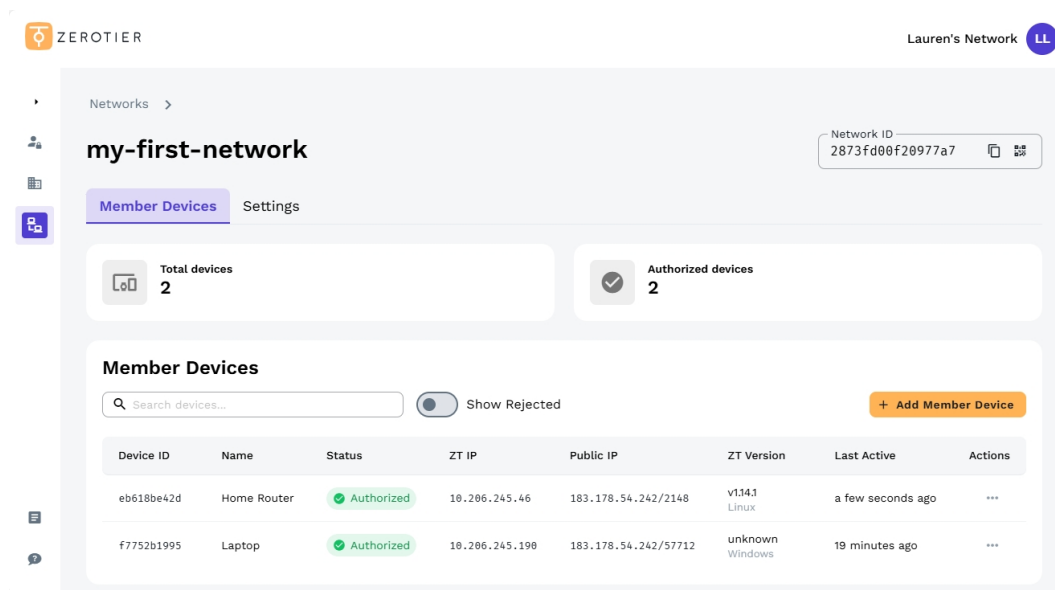 ZEROTIER
Lauren's Network LL
Networks
my-first-network
Network ID
2873fd00f20977a7
Member Devices Settings
Total devices
2
Authorized devices
2
Member Devices
Search devices...
Show Rejected
+ Add Member Device
Device ID Name Status ZT IP Public IP ZT Version Last Active Actions
eb618be42d Home Router Authorized 10.206.245.46 183.178.54.242/2148 v1.14.1 a few seconds ago
Linux
f7752b1995 Laptop Authorized 10.206.245.190 183.178.54.242/57712 unknown 19 minutes ago
Windows